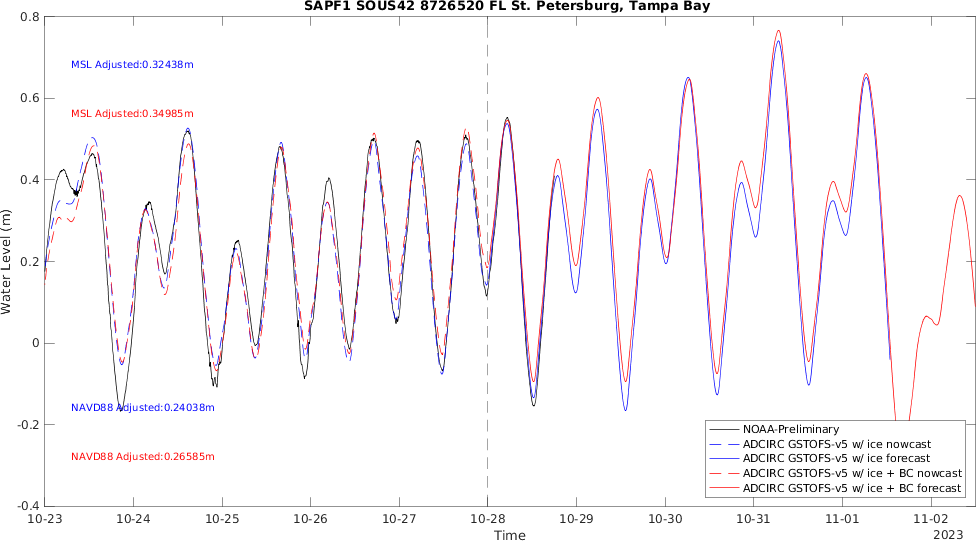 SAPF1 SOUS42 8726520 FL St. Petersburg, Tampa Bay
Water Level (m)
0.8
0.6
0.4
0.2
0
-0.2
-0.4
MSL Adjusted:0.32438m
MSL Adjusted:0.34985m
NAVD88 Adjusted:0.24038m
NAVD88 Adjusted:0.26585m
NOAA-Preliminary
ADCIRC GSTOFS-v5 w/ ice nowcast
ADCIRC GSTOFS-v5 w/ ice forecast
ADCIRC GSTOFS-v5 w/ ice + BC nowcast
ADCIRC GSTOFS-v5 w/ ice + BC forecast
10-23 10-24 10-25 10-26 10-27 10-28 10-29 10-30 10-31 11-01 11-02
Time
2023